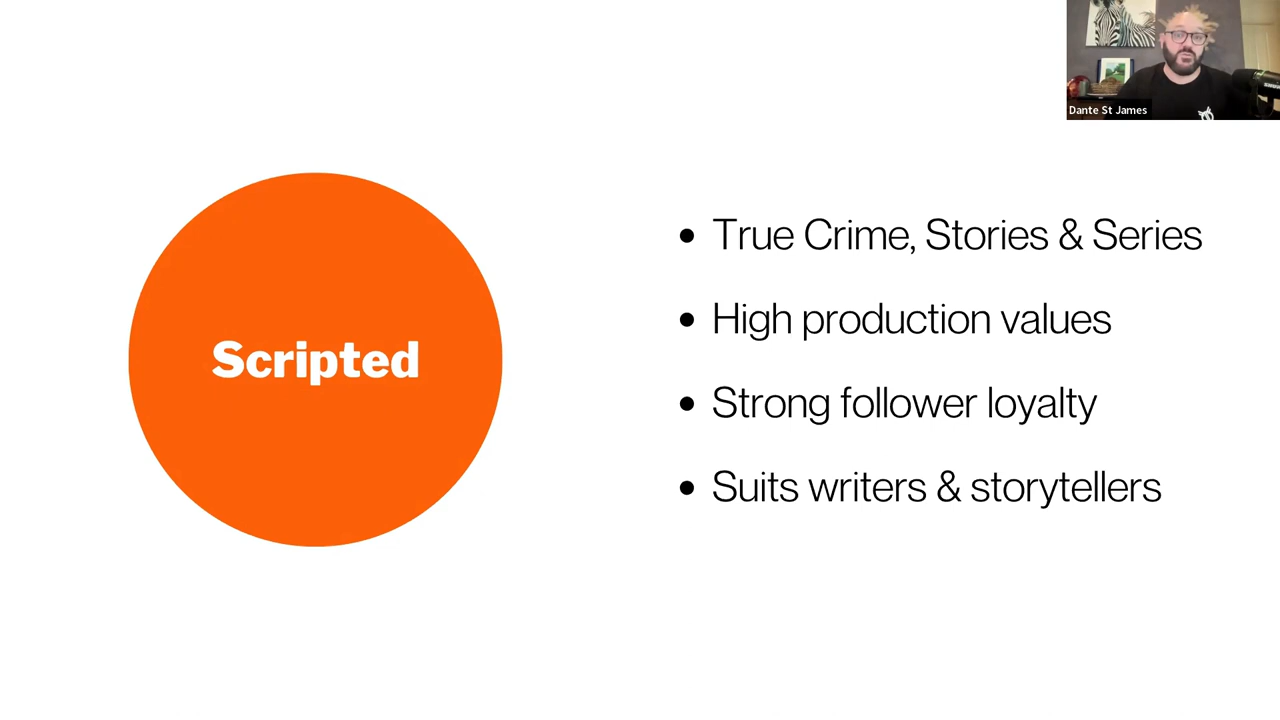 Dante St James
Scripted
True Crime, Stories & Series
High production values
Strong follower loyalty
Suits writers & storytellers